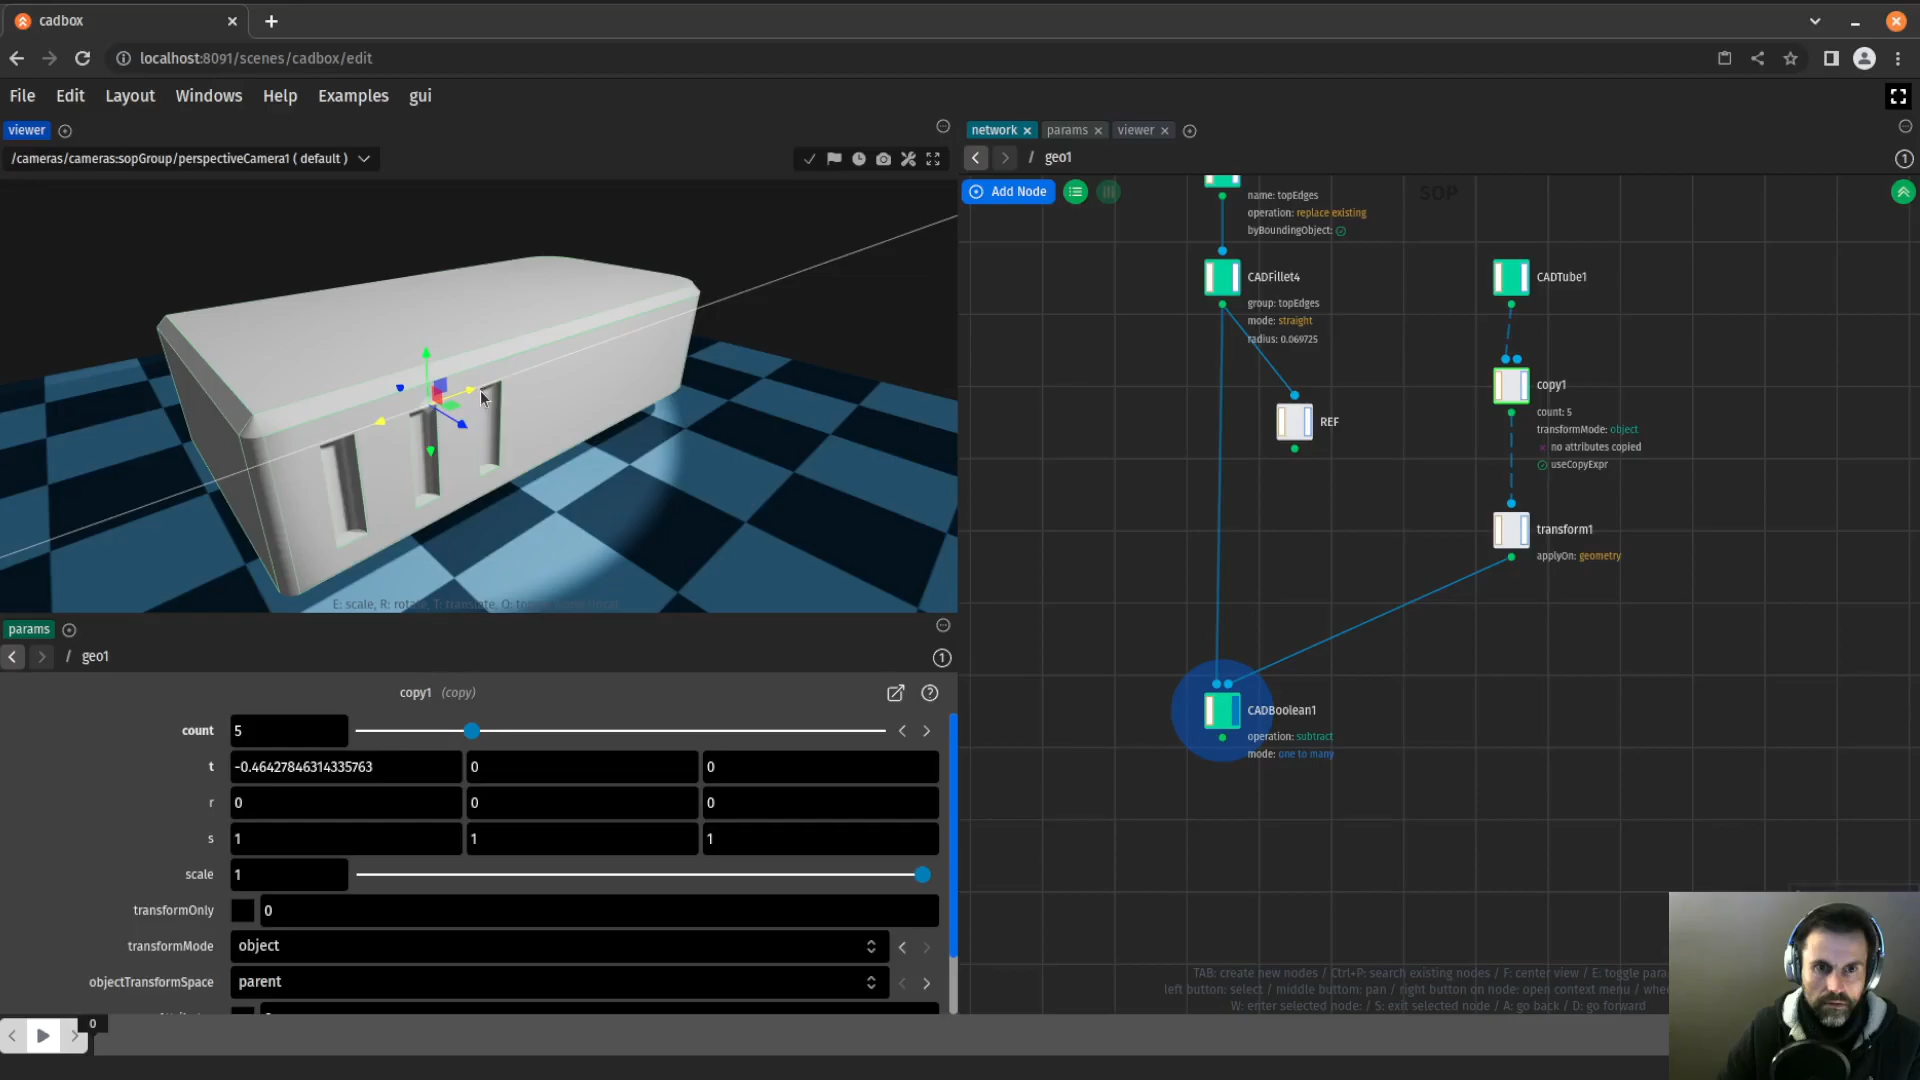 cadbox
localhost:8091/scenes/cadbox/edit
File Edit Layout Windows Help Examples gui
viewer
/cameras/cameras:sopGroup/perspectiveCamera1 ( default )
E: scale, R: rotate, T: translate, Q:
params
/ geo1
1
copy1 (copy)
count 5
t -0.46427846314335763 0 0
r 0 0 0
s 1 1 1
scale 1
transformOnly 0
transformMode object
objectTransformSpace parent
0
network params viewer
/ geo1
1
Add Node
SOP
name: topEdges
operation: replace existing
byBoundingObject:
CADFillet4
group: topEdges
mode: straight
radius: 0.069725
REF
CADTube1
copy1
count: 5
transformMode: object
no attributes copied
useCopyExpr
transform1
applyOn: geometry
CADBoolean1
operation: subtract
mode: one to many
TAB: create new nodes / Ctrl+P: search existing nodes / F: center view / E: toggle para
left button: select / middle buttom: pan / right button on node: open context menu / whe
W: enter selected node: / S: exit selected node / A: go back / D: go forward